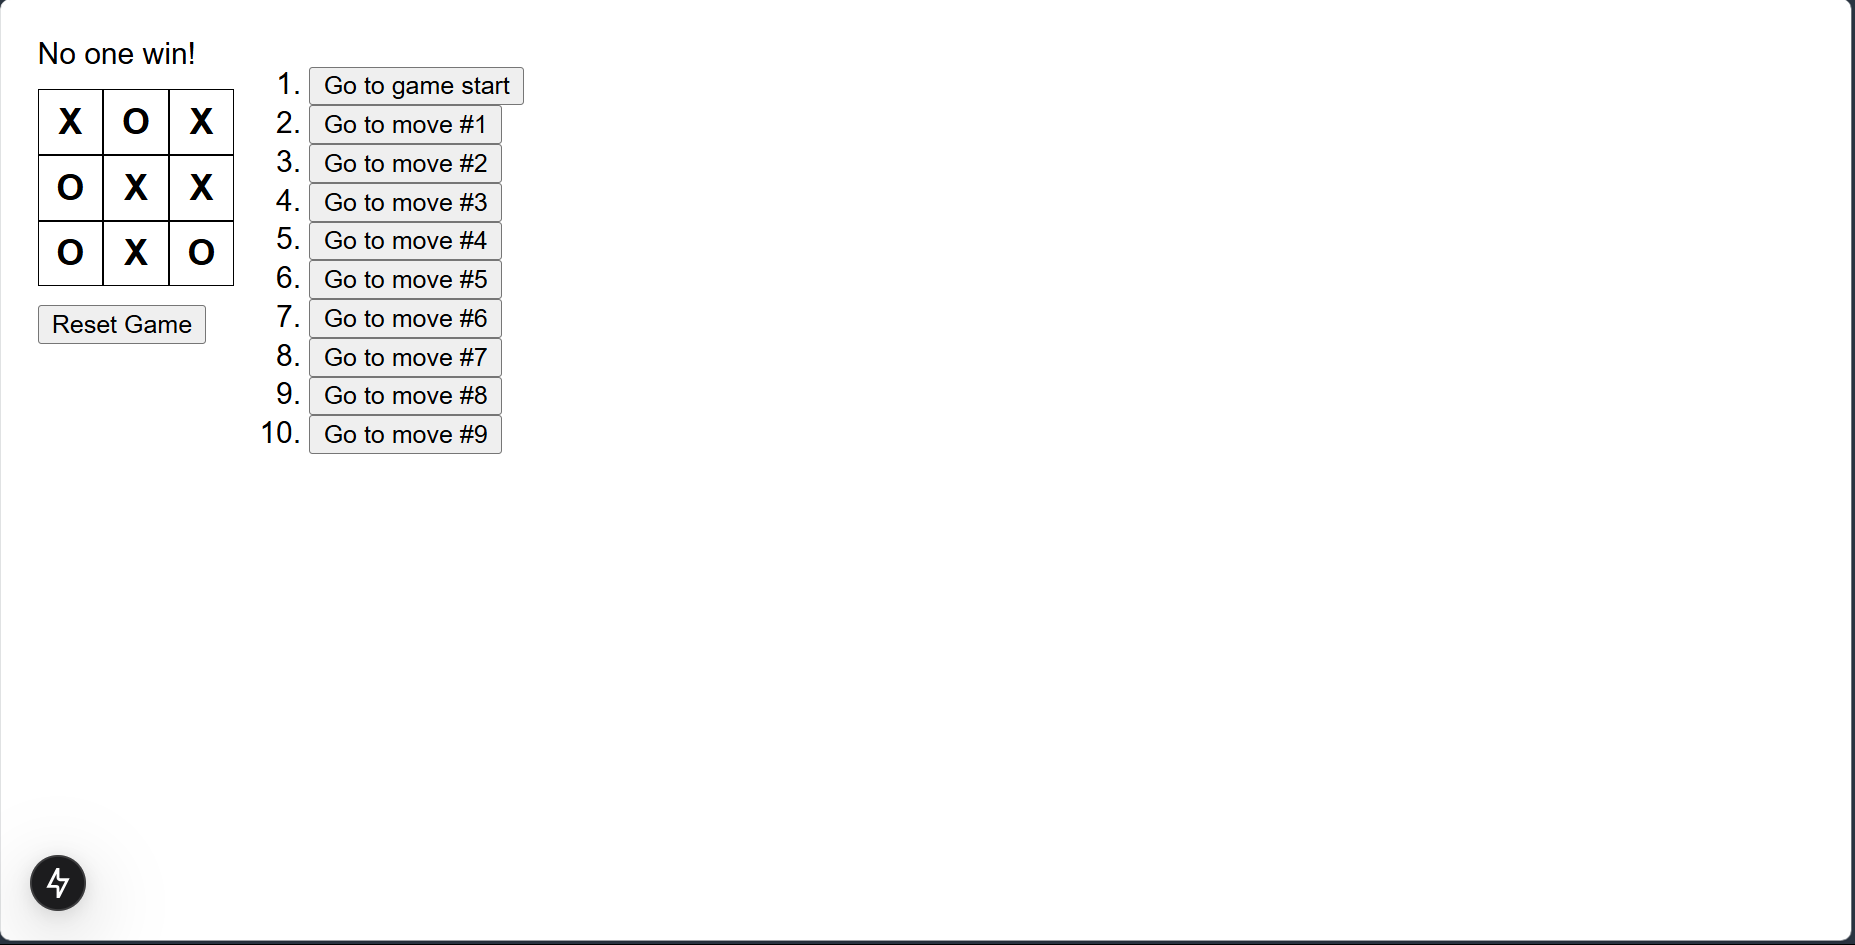 No one win!
X O X
O X X
O X O
Reset Game
1. Go to game start
2. Go to move #1
3. Go to move #2
4. Go to move #3
5. Go to move #4
6. Go to move #5
7. Go to move #6
8. Go to move #7
9. Go to move #8
10. Go to move #9